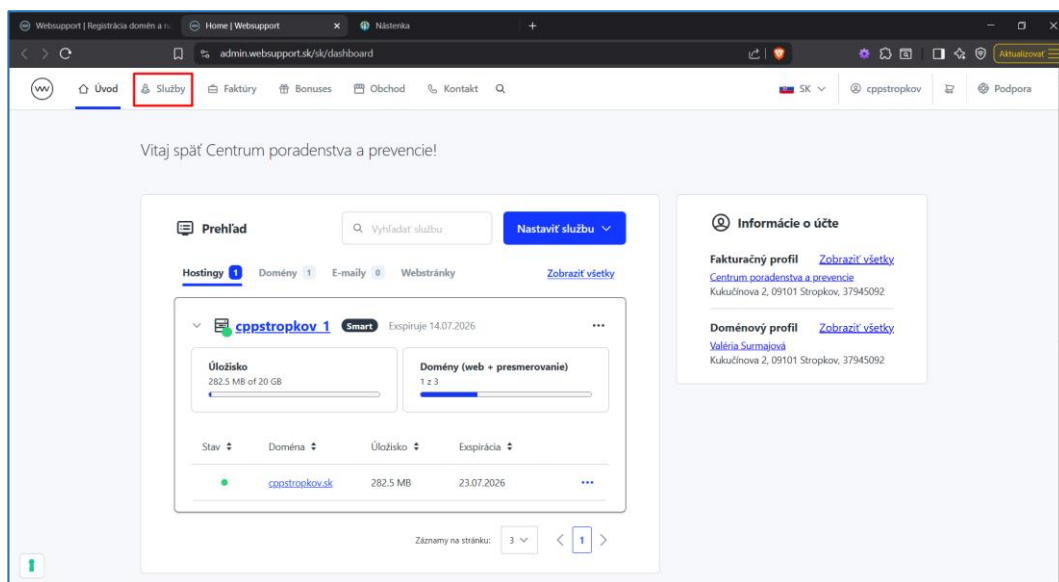 Websupport | Registrácia domén a n
Home | Websupport
Nástenka
admin.websupport.sk/sk/dashboard
Aktualizovať
Úvod
Služby
Faktúry
Bonuses
Obchod
Kontakt
SK
cppstropkov
Podpora
Vitaj späť Centrum poradenstva a prevencie!
Prehľad
Vyhľadať službu
Nastaviť službu
Hostingy 1
Domény 1
E-maily 0
Webstránky
Zobraziť všetky
cppstropkov_1 Smart Exspiruje 14.07.2026
Úložisko
282.5 MB of 20 GB
Domény (web + presmerovanie)
1 z 3
Stav Doména Úložisko Exspirácia
cppstropkov.sk 282.5 MB 23.07.2026
Záznamy na stránku: 3 1
Informácie o účte
Fakturačný profil Zobraziť všetky
Centrum poradenstva a prevencie
Kukučínova 2, 09101 Stropkov, 37945092
Doménový profil Zobraziť všetky
Valéria Surmajová
Kukučínova 2, 09101 Stropkov, 37945092